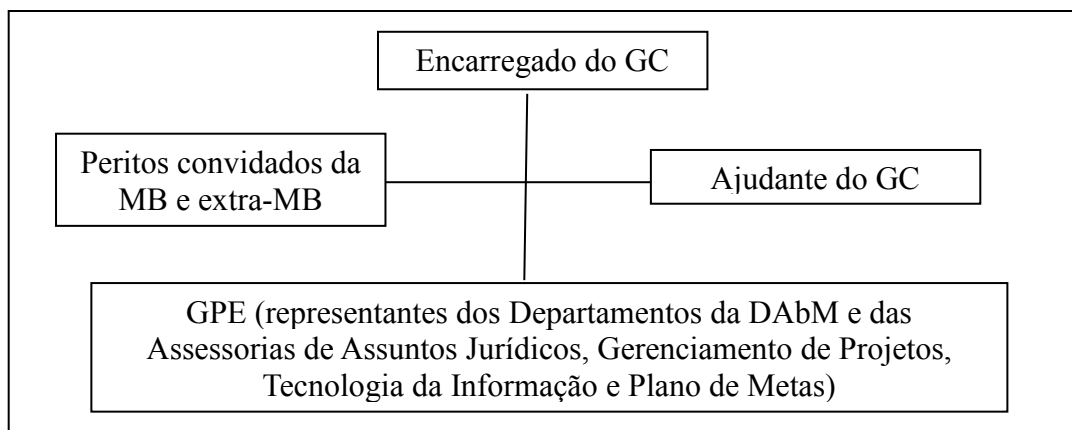 Encarregado do GC
Peritos convidados da
MB e extra-MB
Ajudante do GC
GPE (representantes dos Departamentos da DAbM e das
Assessorias de Assuntos Jurídicos, Gerenciamento de Projetos,
Tecnologia da Informação e Plano de Metas)